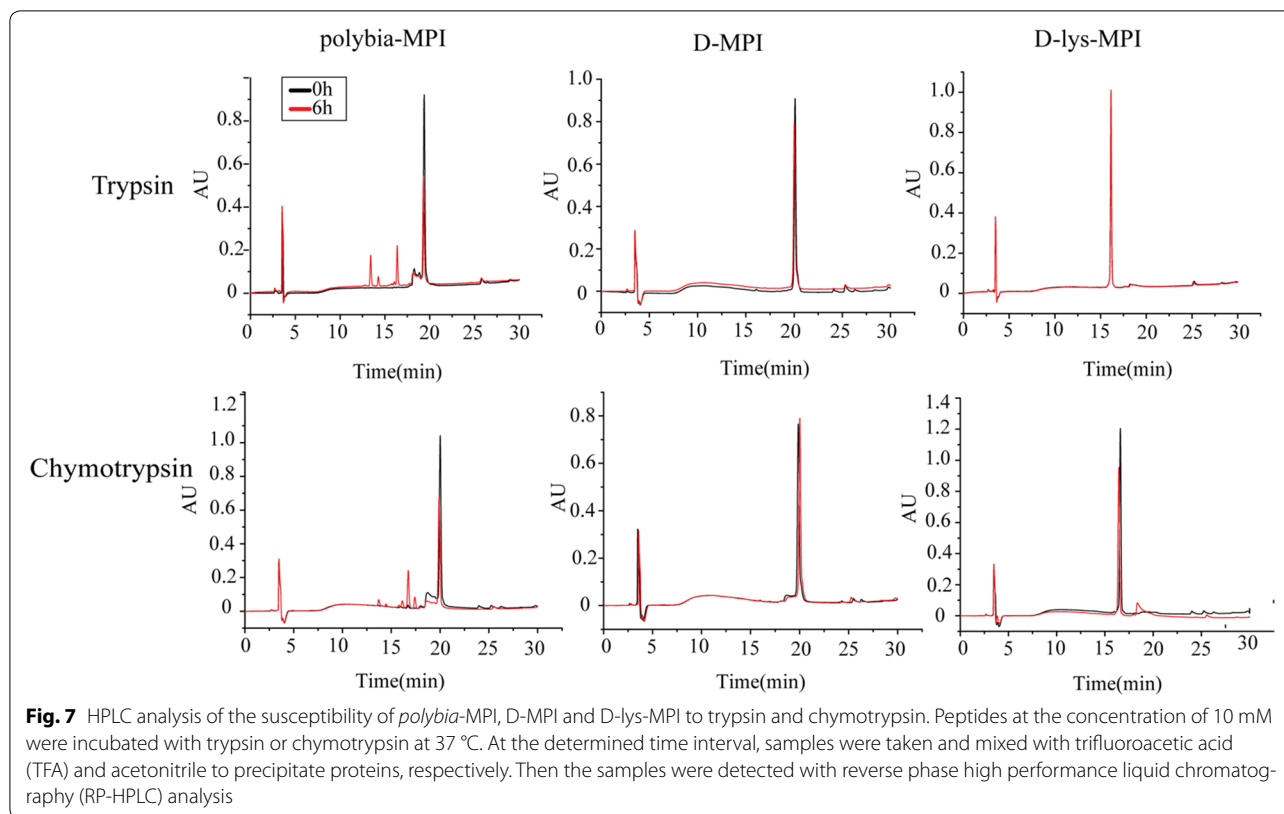 polybia-MPI D-MPI D-lys-MPI
0h
6h
Trypsin
AU
0.8
0.6
0.4
0.2
0
0 5 10 15 20 25 30
Time(min)
AU
1.0
0.8
0.6
0.4
0.2
0
0 5 10 15 20 25 30
Time(min)
AU
1.0
0.8
0.6
0.4
0.2
0
0 5 10 15 20 25 30
Time(min)
Chymotrypsin
AU
1.2
1.0
0.8
0.6
0.4
0.2
0
0 5 10 15 20 25 30
Time(min)
AU
0.8
0.6
0.4
0.2
0
0 5 10 15 20 25 30
Time(min)
AU
1.4
1.2
1.0
0.8
0.6
0.4
0.2
0
0 5 10 15 20 25 30
Time(min)
Fig. 7 HPLC analysis of the susceptibility of polybia-MPI, D-MPI and D-lys-MPI to trypsin and chymotrypsin. Peptides at the concentration of 10 mM
were incubated with trypsin or chymotrypsin at 37 °C. At the determined time interval, samples were taken and mixed with trifluoroacetic acid
(TFA) and acetonitrile to precipitate proteins, respectively. Then the samples were detected with reverse phase high performance liquid chromatog-
raphy (RP-HPLC) analysis